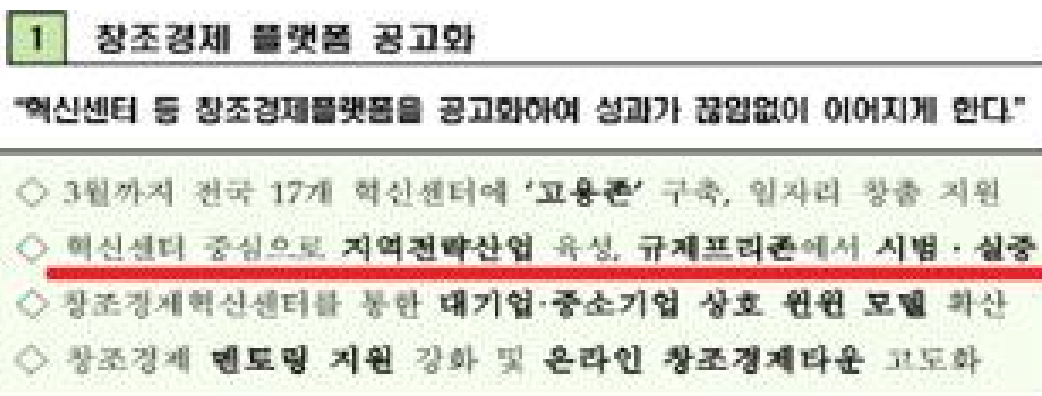 1 창조경제 플랫폼 공고화
"혁신센터 등 창조경제플랫폼을 공고화하여 성과가 끊임없이 이어지게 한다."
◇ 3월까지 전국 17개 혁신센터에 '고용존' 구축, 일자리 창출 지원
◇ 혁신센터 중심으로 지역전략산업 육성, 규제프리존에서 시범·실증
◇ 창조경제혁신센터를 통한 대기업·중소기업 상호 윈윈 모델 확산
◇ 창조경제 멘토링 지원 강화 및 온라인 창조경제타운 고도화